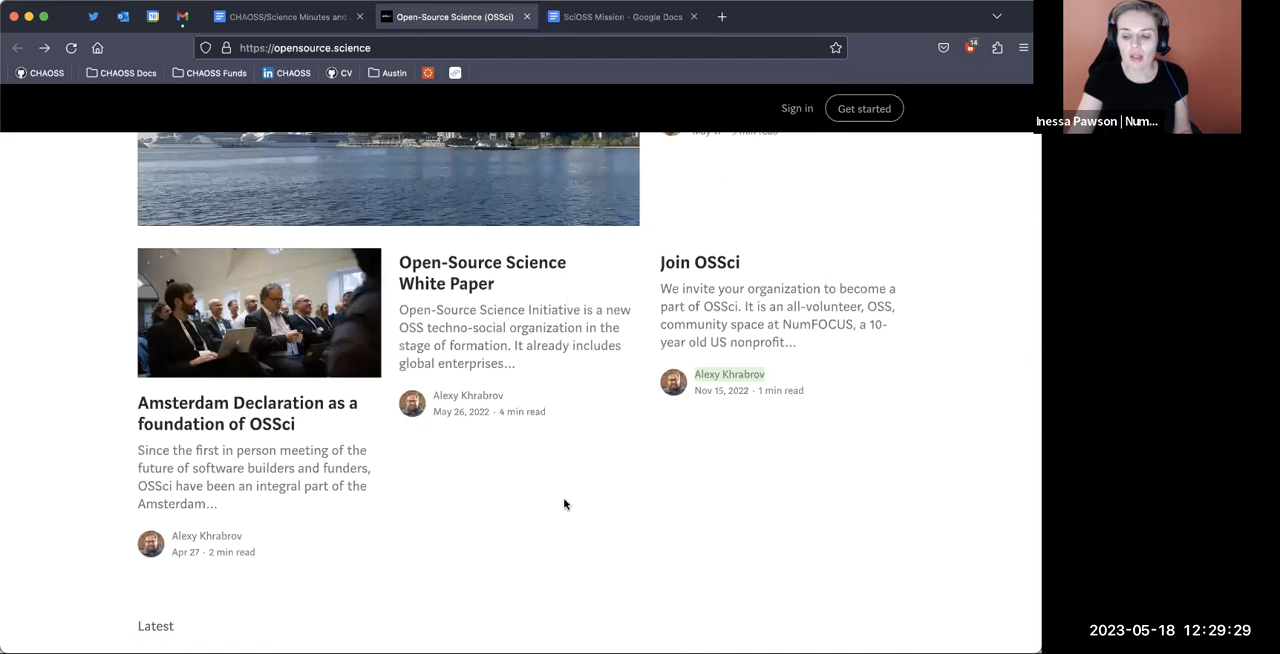 CHAOSS/Science Minutes and
Open-Source Science (OSSci)
SciOSS Mission - Google Docs
https://opensource.science
14
CHAOSS
CHAOSS Docs
CHAOSS Funds
CHAOSS
CV
Austin
Inessa Pawson | Num...
Sign in
Get started
Open-Source Science
White Paper
Open-Source Science Initiative is a new
OSS techno-social organization in the
stage of formation. It already includes
global enterprises...
Alexy Khrabrov
May 26, 2022 · 4 min read
Join OSSci
We invite your organization to become a
part of OSSci. It is an all-volunteer, OSS,
community space at NumFOCUS, a 10-
year old US nonprofit...
Alexy Khrabrov
Nov 15, 2022 · 1 min read
Amsterdam Declaration as a
foundation of OSSci
Since the first in person meeting of the
future of software builders and funders,
OSSci have been an integral part of the
Amsterdam...
Alexy Khrabrov
Apr 27 · 2 min read
Latest
2023-05-18 12:29:29